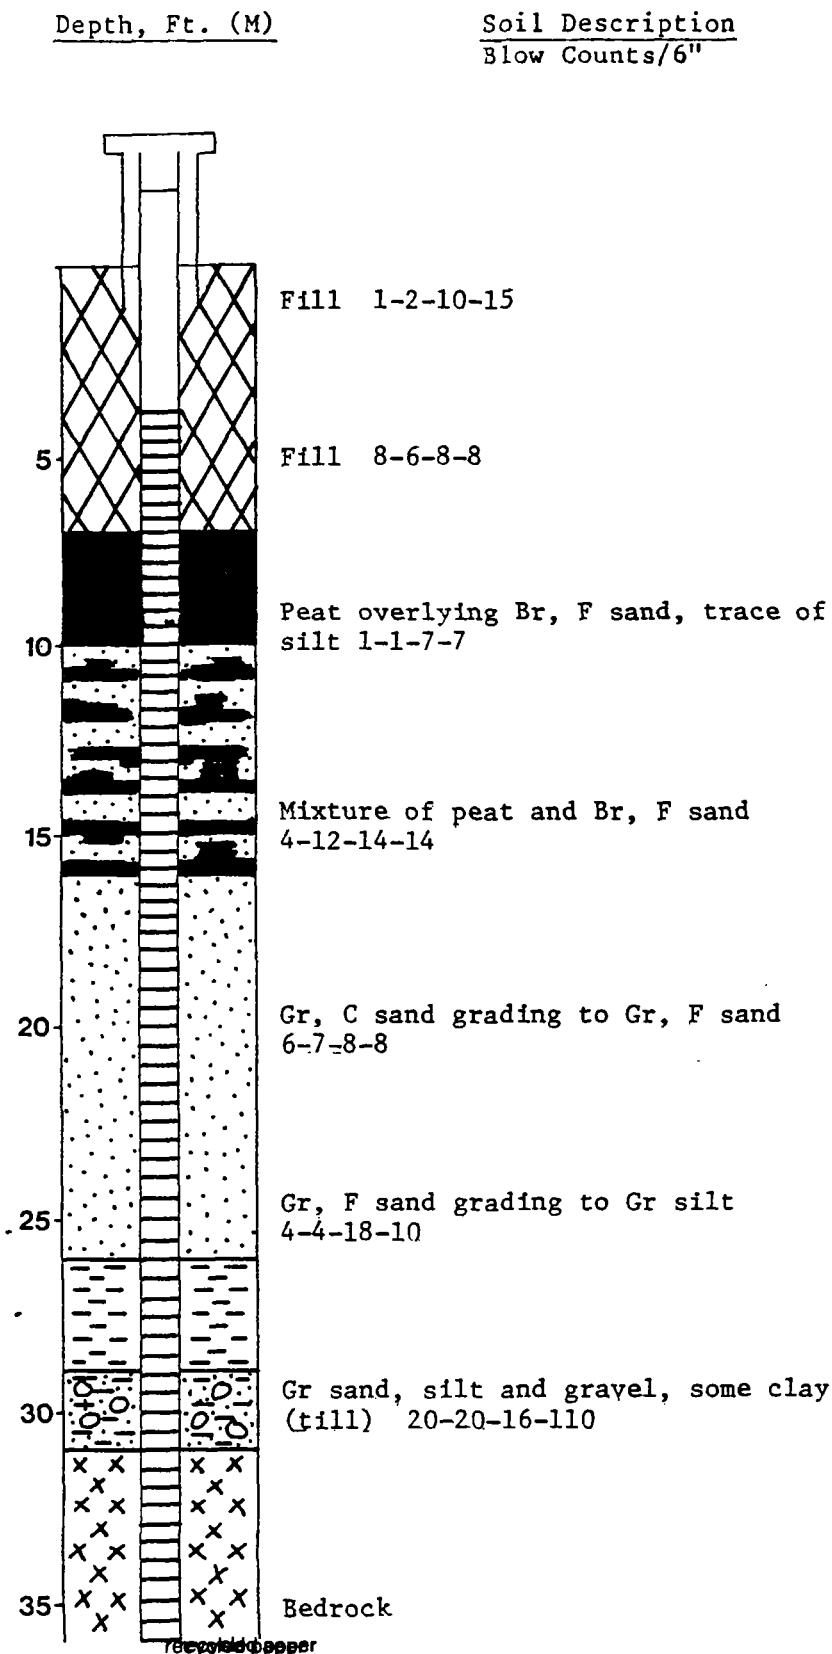 Depth, Ft. (M)
Soil Description
Blow Counts/6"
Fill 1-2-10-15
5
Fill 8-6-8-8
Peat overlying Br, F sand, trace of
10
silt 1-1-7-7
Mixture of peat and Br, F sand
15
4-12-14-14
20
Gr, C sand grading to Gr, F sand
6-7-8-8
25
Gr, F sand grading to Gr silt
4-4-18-10
Gr sand, silt and gravel, some clay
30
(till) 20-20-16-110
35
Bedrock
recycled paper